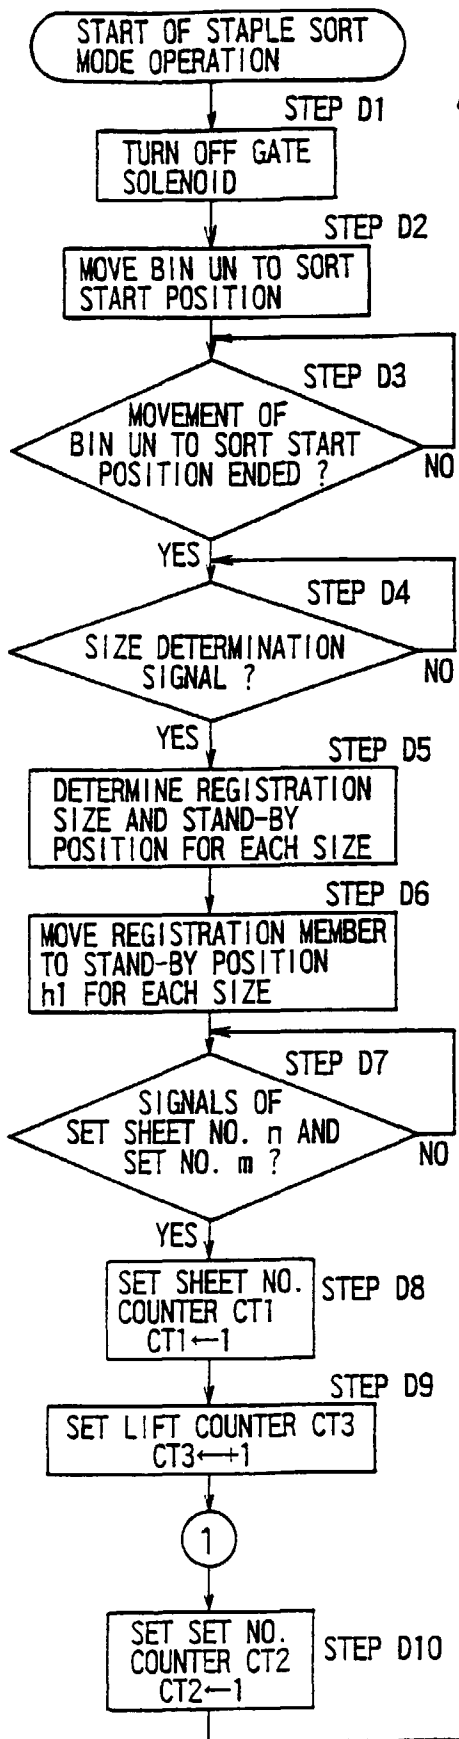 START OF STAPLE SORT
MODE OPERATION
STEP D1
TURN OFF GATE
SOLENOID
STEP D2
MOVE BIN UN TO SORT
START POSITION
STEP D3
MOVEMENT OF
BIN UN TO SORT START
POSITION ENDED ?
NO
YES
STEP D4
SIZE DETERMINATION
SIGNAL ?
NO
YES
STEP D5
DETERMINE REGISTRATION
SIZE AND STAND-BY
POSITION FOR EACH SIZE
STEP D6
MOVE REGISTRATION MEMBER
TO STAND-BY POSITION
h1 FOR EACH SIZE
STEP D7
SIGNALS OF
SET SHEET NO. n AND
SET NO. m ?
NO
YES
SET SHEET NO.
COUNTER CT1
CT1←1
STEP D8
STEP D9
SET LIFT COUNTER CT3
CT3←+1
1
SET SET NO.
COUNTER CT2
CT2←1
STEP D10